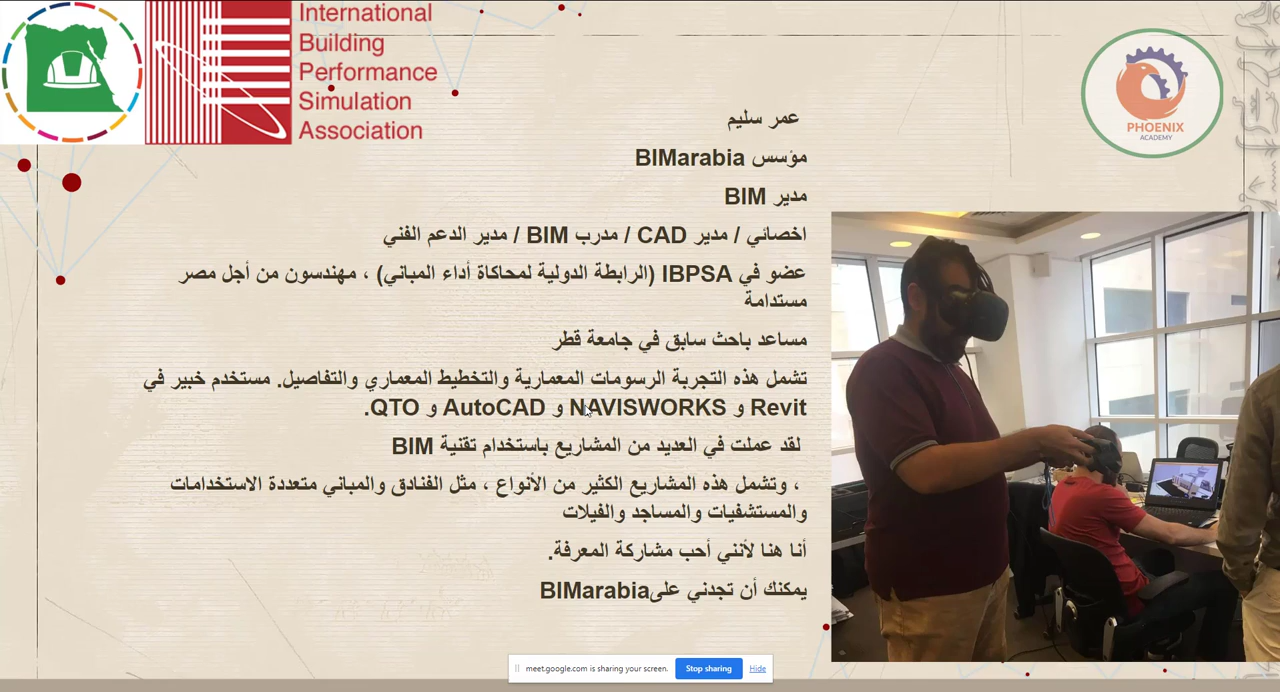 International
Building
Performance
Simulation
Association
PHOENIX
ACADEMY
عمر سليم
مؤسس BIMarabia
مدير BIM
اخصائي / مدير CAD / مدرب BIM / مدير الدعم الفني
عضو في IBPSA (الرابطة الدولية لمحاكاة أداء المباني) ، مهندسون من أجل مصر
مستدامة
مساعد باحث سابق في جامعة قطر
تشمل هذه التجربة الرسومات المعمارية والتخطيط المعماري والتفاصيل. مستخدم خبير في
Revit و NAVISWORKS و AutoCAD و QTO.
لقد عملت في العديد من المشاريع باستخدام تقنية BIM
، وتشمل هذه المشاريع الكثير من الأنواع ، مثل الفنادق والمباني متعددة الاستخدامات
والمستشفيات والمساجد والفيلات
أنا هنا لأنني أحب مشاركة المعرفة.
يمكنك أن تجدني علىBIMarabia
meet.google.com is sharing your screen.
Stop sharing
Hide